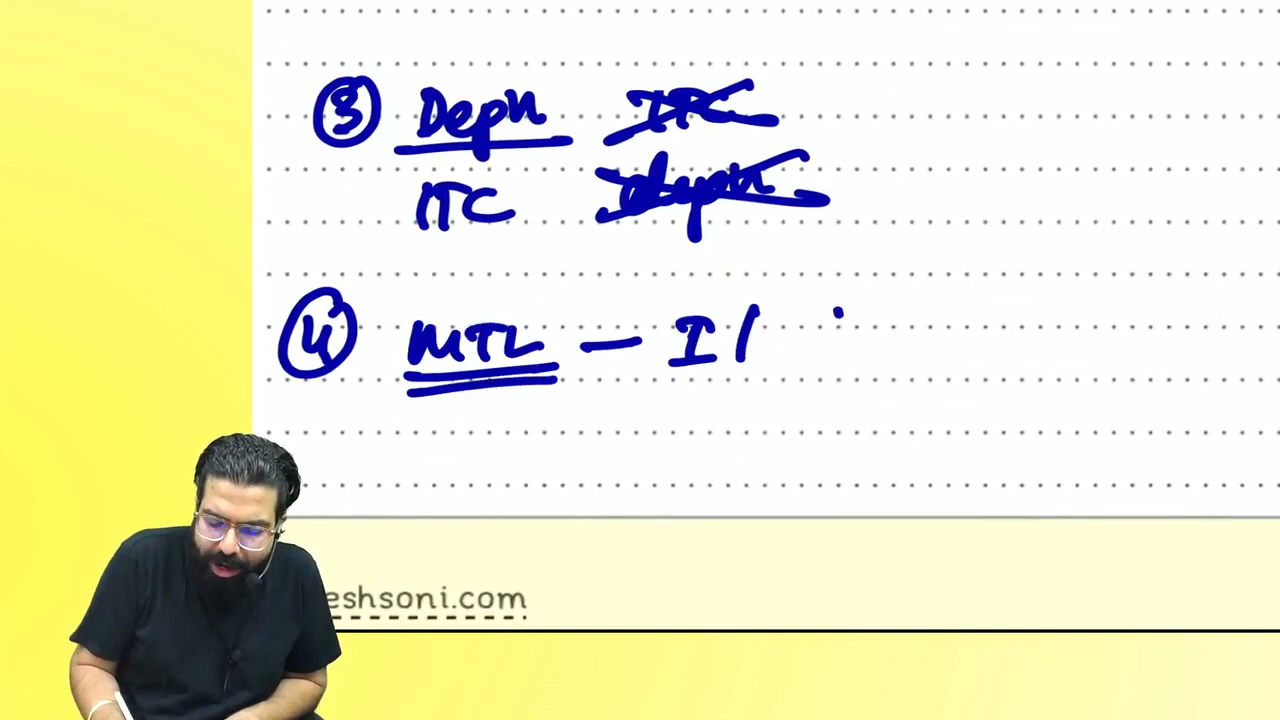 ③ Depn ITC
ITC depn
④ MTL — I/
eshsoni.com